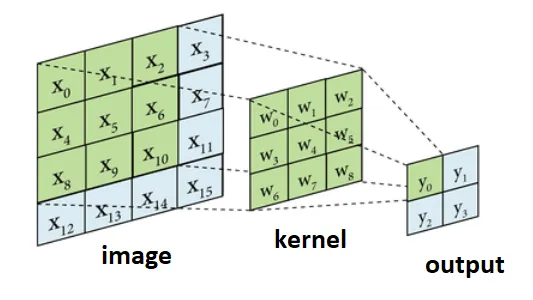 x₀ x₁ x₂ x₃
x₄ x₅ x₆ x₇
x₈ x₉ x₁₀ x₁₁
x₁₂ x₁₃ x₁₄ x₁₅
image
w₀ w₁ w₂
w₃ w₄ w₅
w₆ w₇ w₈
kernel
y₀ y₁
y₂ y₃
output